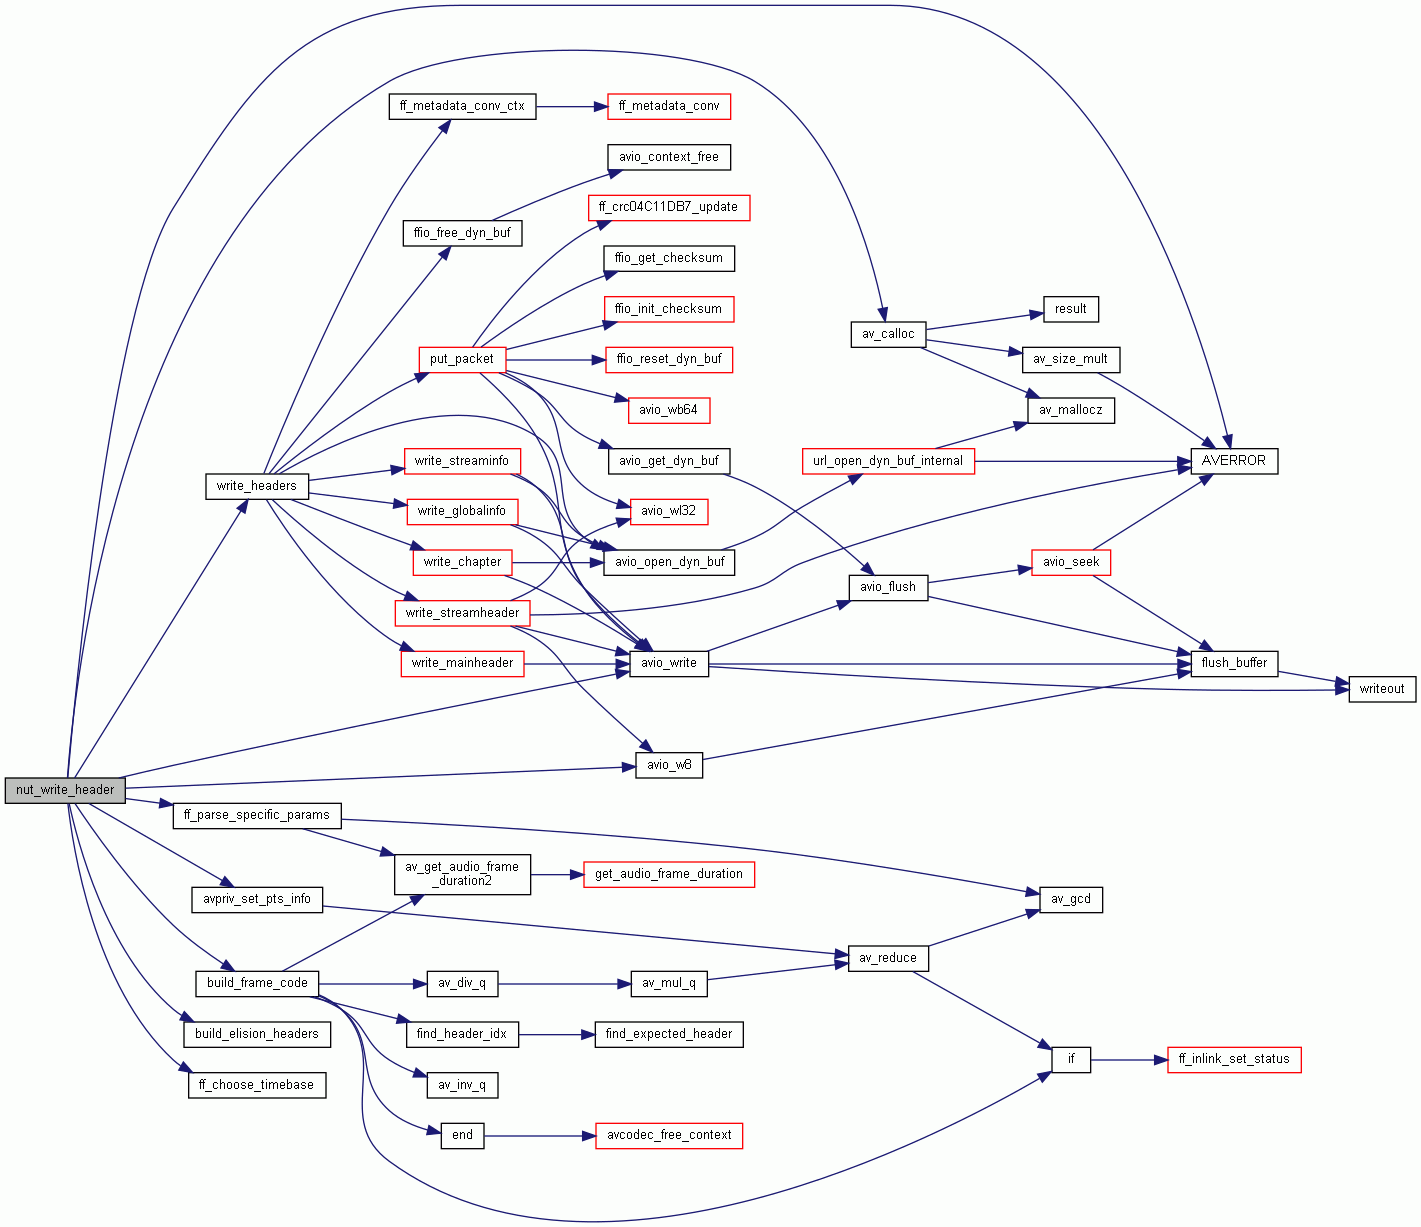 ff_metadata_conv_ctx
ff_metadata_conv
avio_context_free
ff_crc04C11DB7_update
ffio_free_dyn_buf
ffio_get_checksum
ffio_init_checksum
result
av_calloc
put_packet
ffio_reset_dyn_buf
av_size_mult
avio_wb64
av_mallocz
write_streaminfo
avio_get_dyn_buf
url_open_dyn_buf_internal
AVERROR
write_headers
write_globalinfo
avio_wl32
write_chapter
avio_open_dyn_buf
avio_seek
avio_flush
write_streamheader
write_mainheader
avio_write
flush_buffer
writeout
avio_w8
nut_write_header
ff_parse_specific_params
av_get_audio_frame
_duration2
get_audio_frame_duration
avpriv_set_pts_info
av_gcd
av_reduce
build_frame_code
av_div_q
av_mul_q
build_elision_headers
find_header_idx
find_expected_header
if
ff_inlink_set_status
ff_choose_timebase
av_inv_q
end
avcodec_free_context